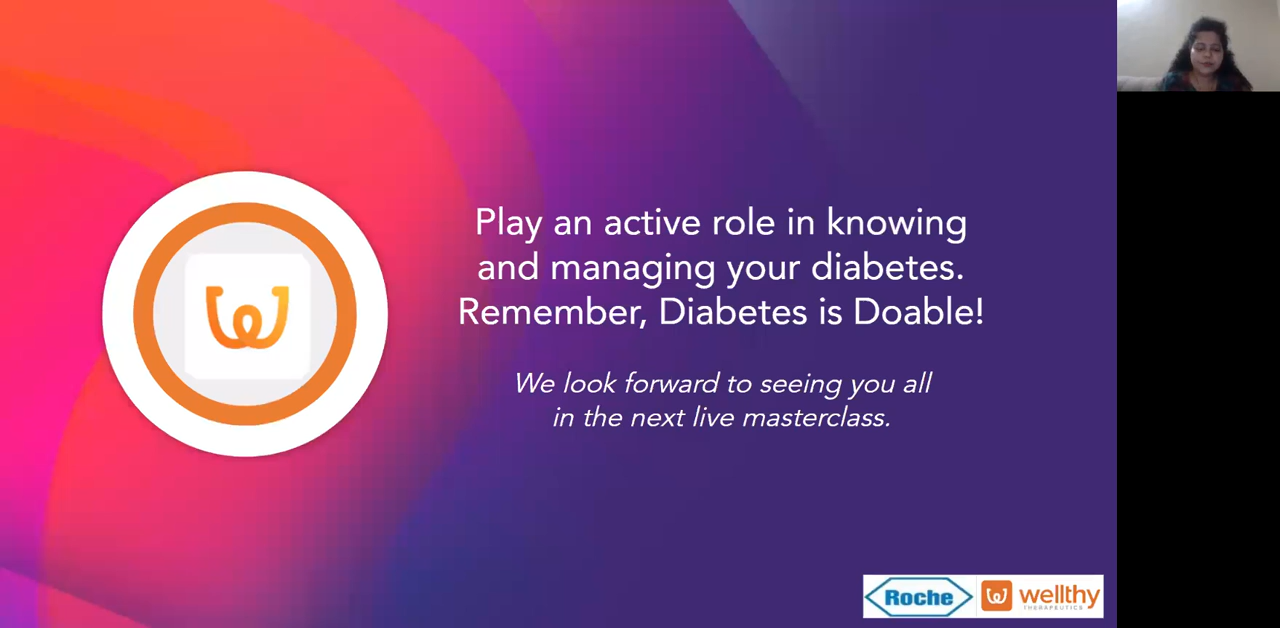 Play an active role in knowing
and managing your diabetes.
Remember, Diabetes is Doable!
We look forward to seeing you all
in the next live masterclass.
Roche
wellthy
THERAPEUTICS